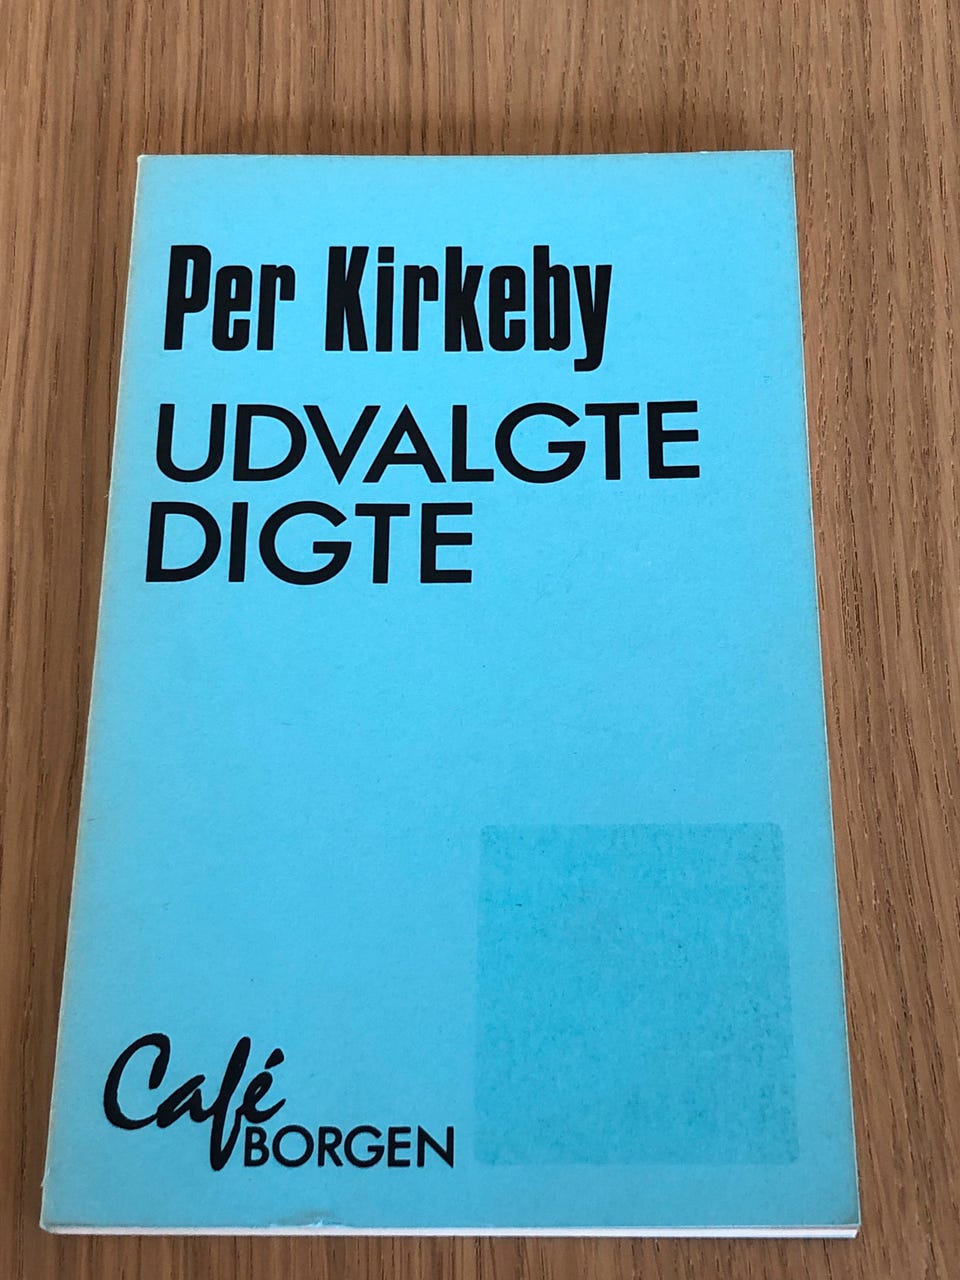 Per Kirkeby
UDVALGTE
DIGTE
Café
BORGEN